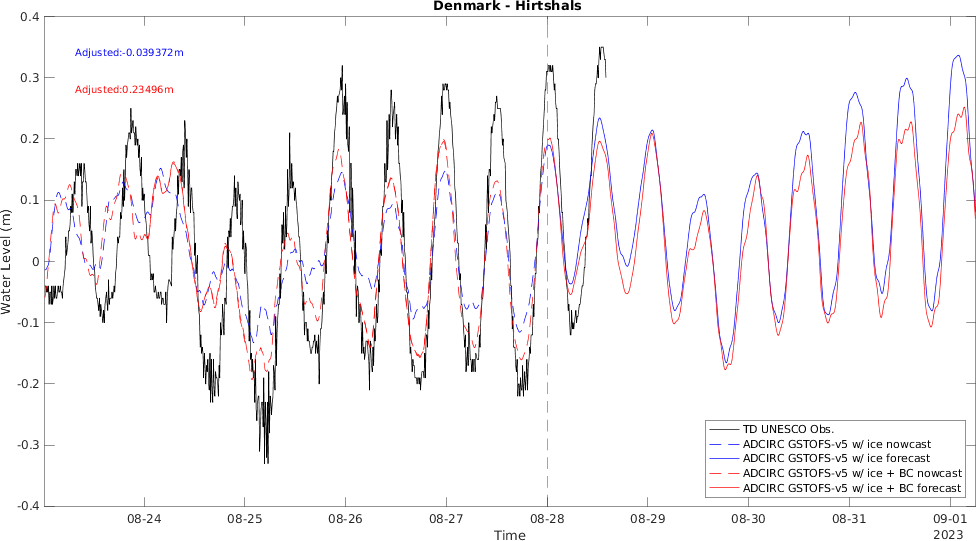 Denmark - Hirtshals
Adjusted:-0.039372m
Adjusted:0.23496m
Water Level (m)
0.4
0.3
0.2
0.1
0
-0.1
-0.2
-0.3
-0.4
TD UNESCO Obs.
ADCIRC GSTOFS-v5 w/ ice nowcast
ADCIRC GSTOFS-v5 w/ ice forecast
ADCIRC GSTOFS-v5 w/ ice + BC nowcast
ADCIRC GSTOFS-v5 w/ ice + BC forecast
08-24 08-25 08-26 08-27 08-28 08-29 08-30 08-31 09-01
2023
Time